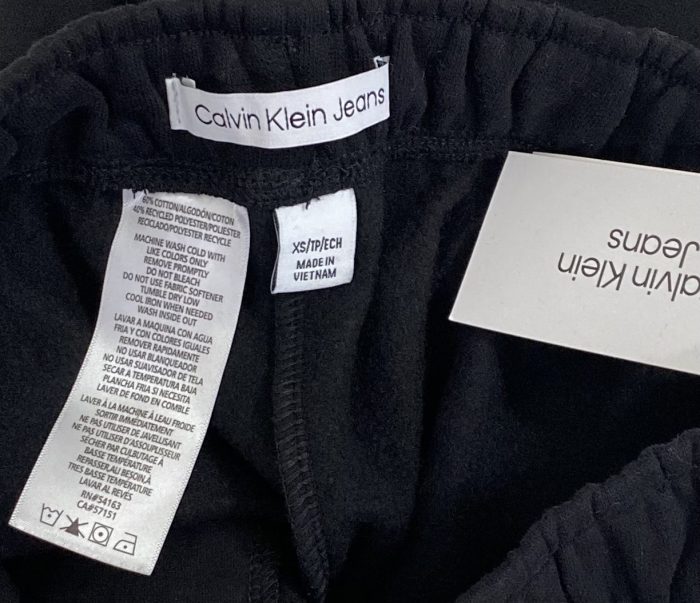 Calvin Klein Jeans
60% COTTON/ALGODÓN/COTON
40% RECYCLED POLYESTER/POLIESTER
RECICLADO/POLYESTER RECYCLE
MACHINE WASH COLD WITH
LIKE COLORS ONLY
REMOVE PROMPTLY
DO NOT BLEACH
DO NOT USE FABRIC SOFTENER
TUMBLE DRY LOW
COOL IRON WHEN NEEDED
WASH INSIDE OUT
LAVAR A MAQUINA CON AGUA
FRIA Y CON COLORES IGUALES
REMOVER RAPIDAMENTE
NO USAR BLANQUEADOR
NO USAR SUAVISADOR DE TELA
SECAR A TEMPERATURA BAJA
PLANCHA FRIA SI NECESITA
LAVER DE FOND EN COMBLE
LAVER À LA MACHINE À L'EAU FROIDE
SORTIR IMMÉDIATEMENT
NE PAS UTILISER DE JAVELLISANT
NE PAS UTILISER D'ASSOUPLISSEUR
SÉCHER PAR CULBUTAGE À
BASSE TEMPÉRATURE
REPASSER,AU BESOIN,À
TRES BASSE TEMPÉRATURE
LAVAR AL REVES
RN#54163
CA#57151
XS/TP/ECH
MADE IN
VIETNAM
alvin Klein
Jeans